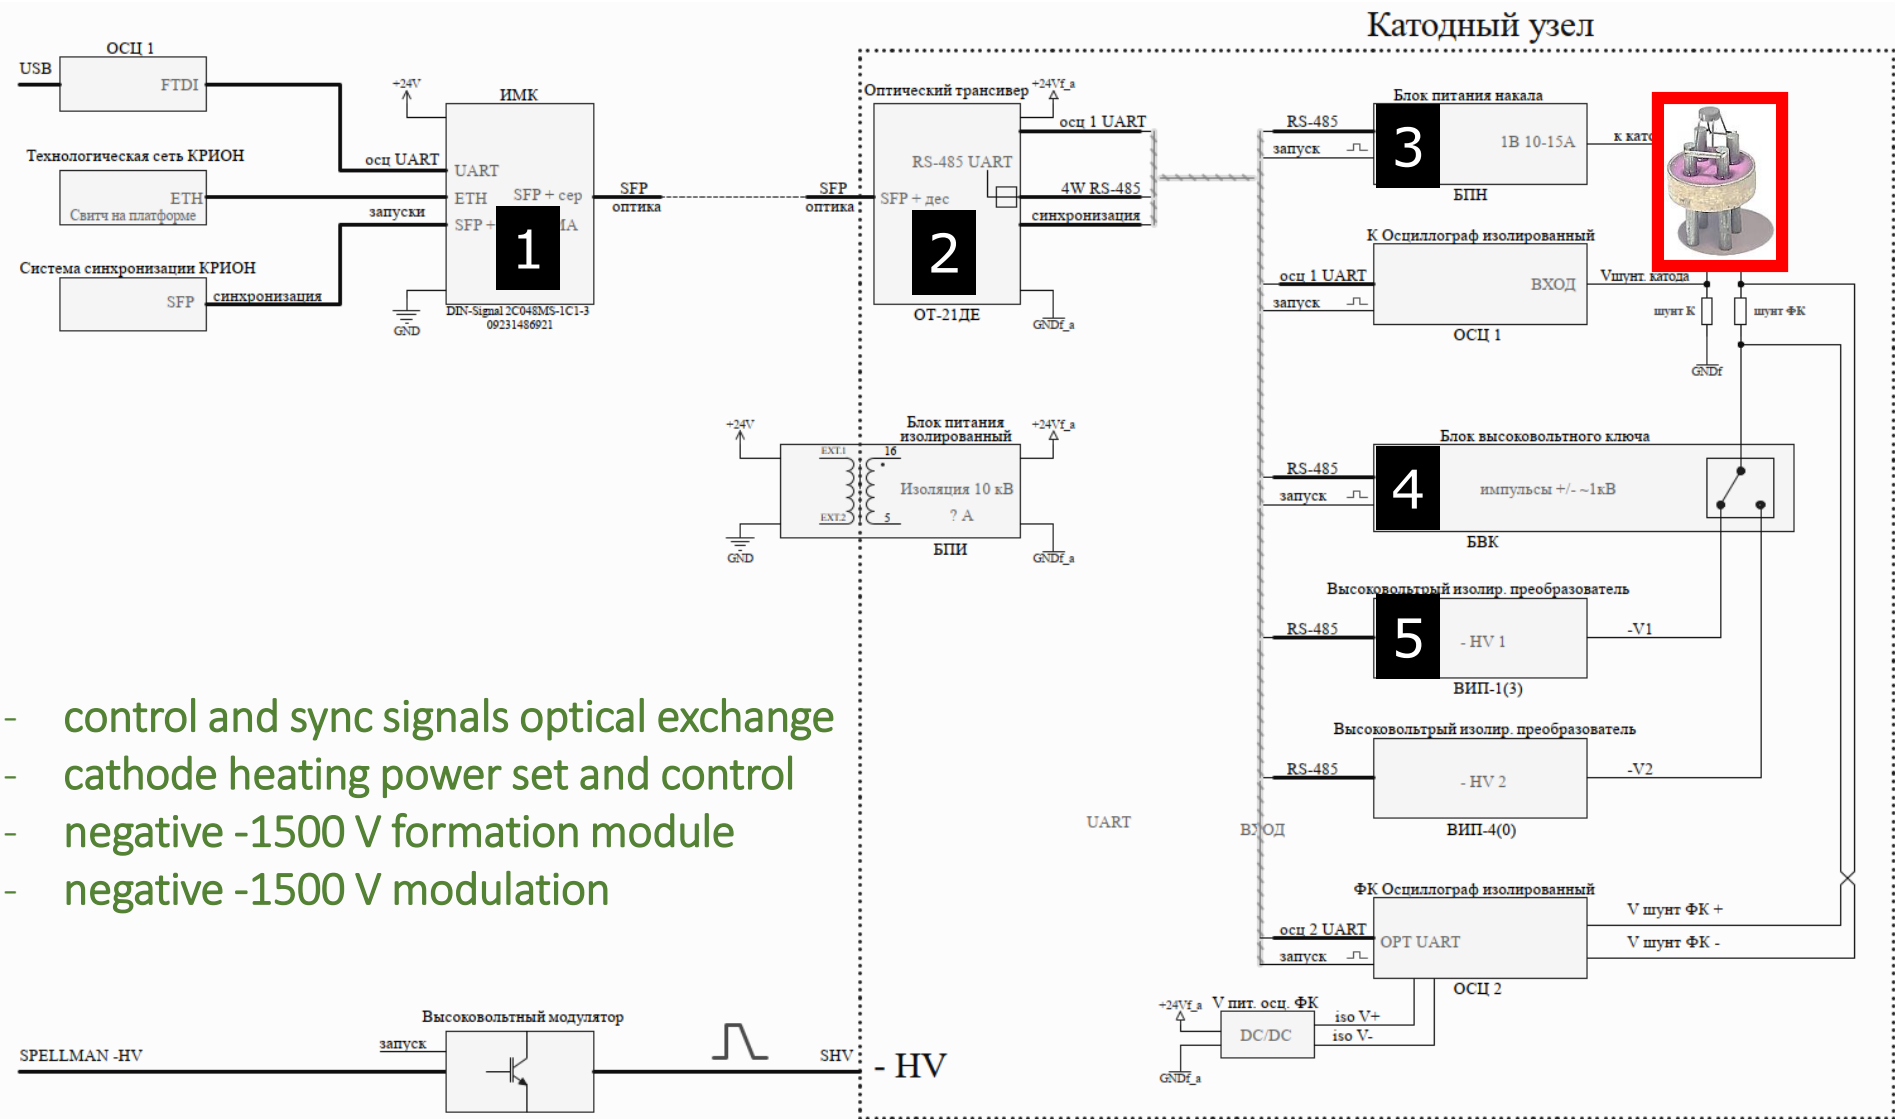 Катодный узел
ОСЦ 1
USB
FTDI
Технологическая сеть КРИОН
ETH
Свитч на платформе
Система синхронизации КРИОН
SFP
синхронизация
+24V
ИМК
осц UART
запуски
UART
ETH
SFP + сер
SFP +
1
GND
DIN-Signal 2C048MS-1C1-3
09231486921
SFP
оптика
SFP
оптика
Оптический трансивер
+24Vf_a
осц 1 UART
RS-485 UART
4W RS-485
SFP + дес
синхронизация
2
ОТ-21ДЕ
GNDf_a
Блок питания накала
RS-485
запуск
3
1В 10-15А
БПН
К Осциллограф изолированный
осц 1 UART
запуск
ВХОД
Vшунт. катода
ОСЦ 1
шунт К
шунт ФК
GNDf
+24V
Блок питания
изолированный
+24Vf_a
EXT.1
16
Изоляция 10 кВ
? А
EXT.2
5
GND
БПИ
GNDf_a
Блок высоковольтного ключа
RS-485
запуск
4
импульсы +/- ~1кВ
БВК
Высоковольтрый изолир. преобразователь
RS-485
5
- HV 1
-V1
ВИП-1(3)
Высоковольтрый изолир. преобразователь
RS-485
- HV 2
-V2
ВИП-4(0)
UART
ВХОД
- control and sync signals optical exchange
- cathode heating power set and control
- negative -1500 V formation module
- negative -1500 V modulation
ФК Осциллограф изолированный
осц 2 UART
запуск
OPT UART
V шунт ФК +
V шунт ФК -
ОСЦ 2
+24Vf_a
V пит. осц. ФК
DC/DC
iso V+
iso V-
GNDf_a
Высоковольтный модулятор
запуск
SPELLMAN -HV
SHV
- HV